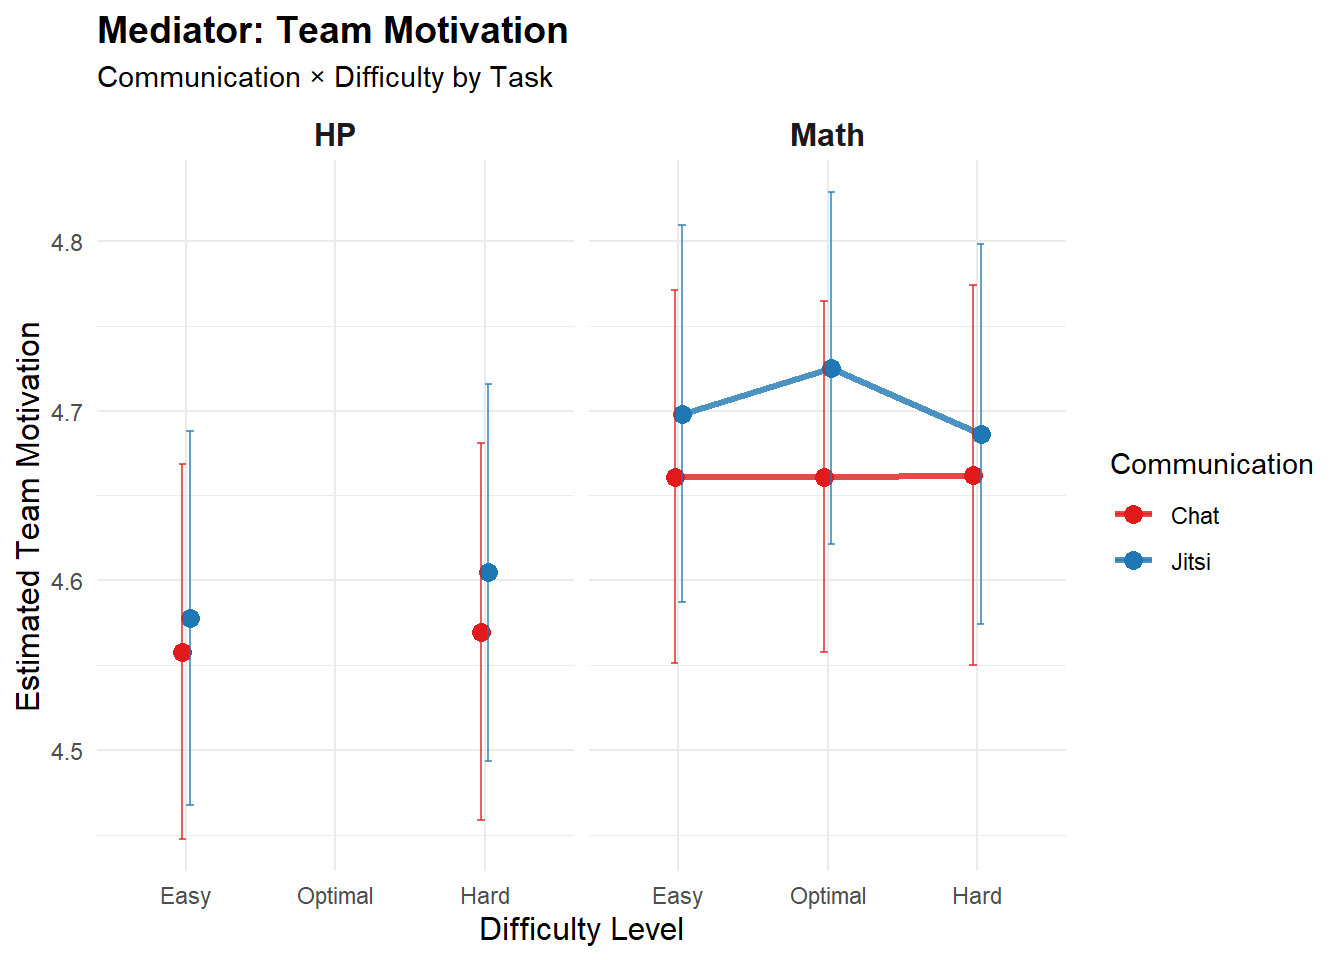 Mediator: Team Motivation
Communication × Difficulty by Task
HP
Math
Estimated Team Motivation
4.8
4.7
4.6
4.5
Easy
Optimal
Hard
Easy
Optimal
Hard
Difficulty Level
Communication
Chat
Jitsi